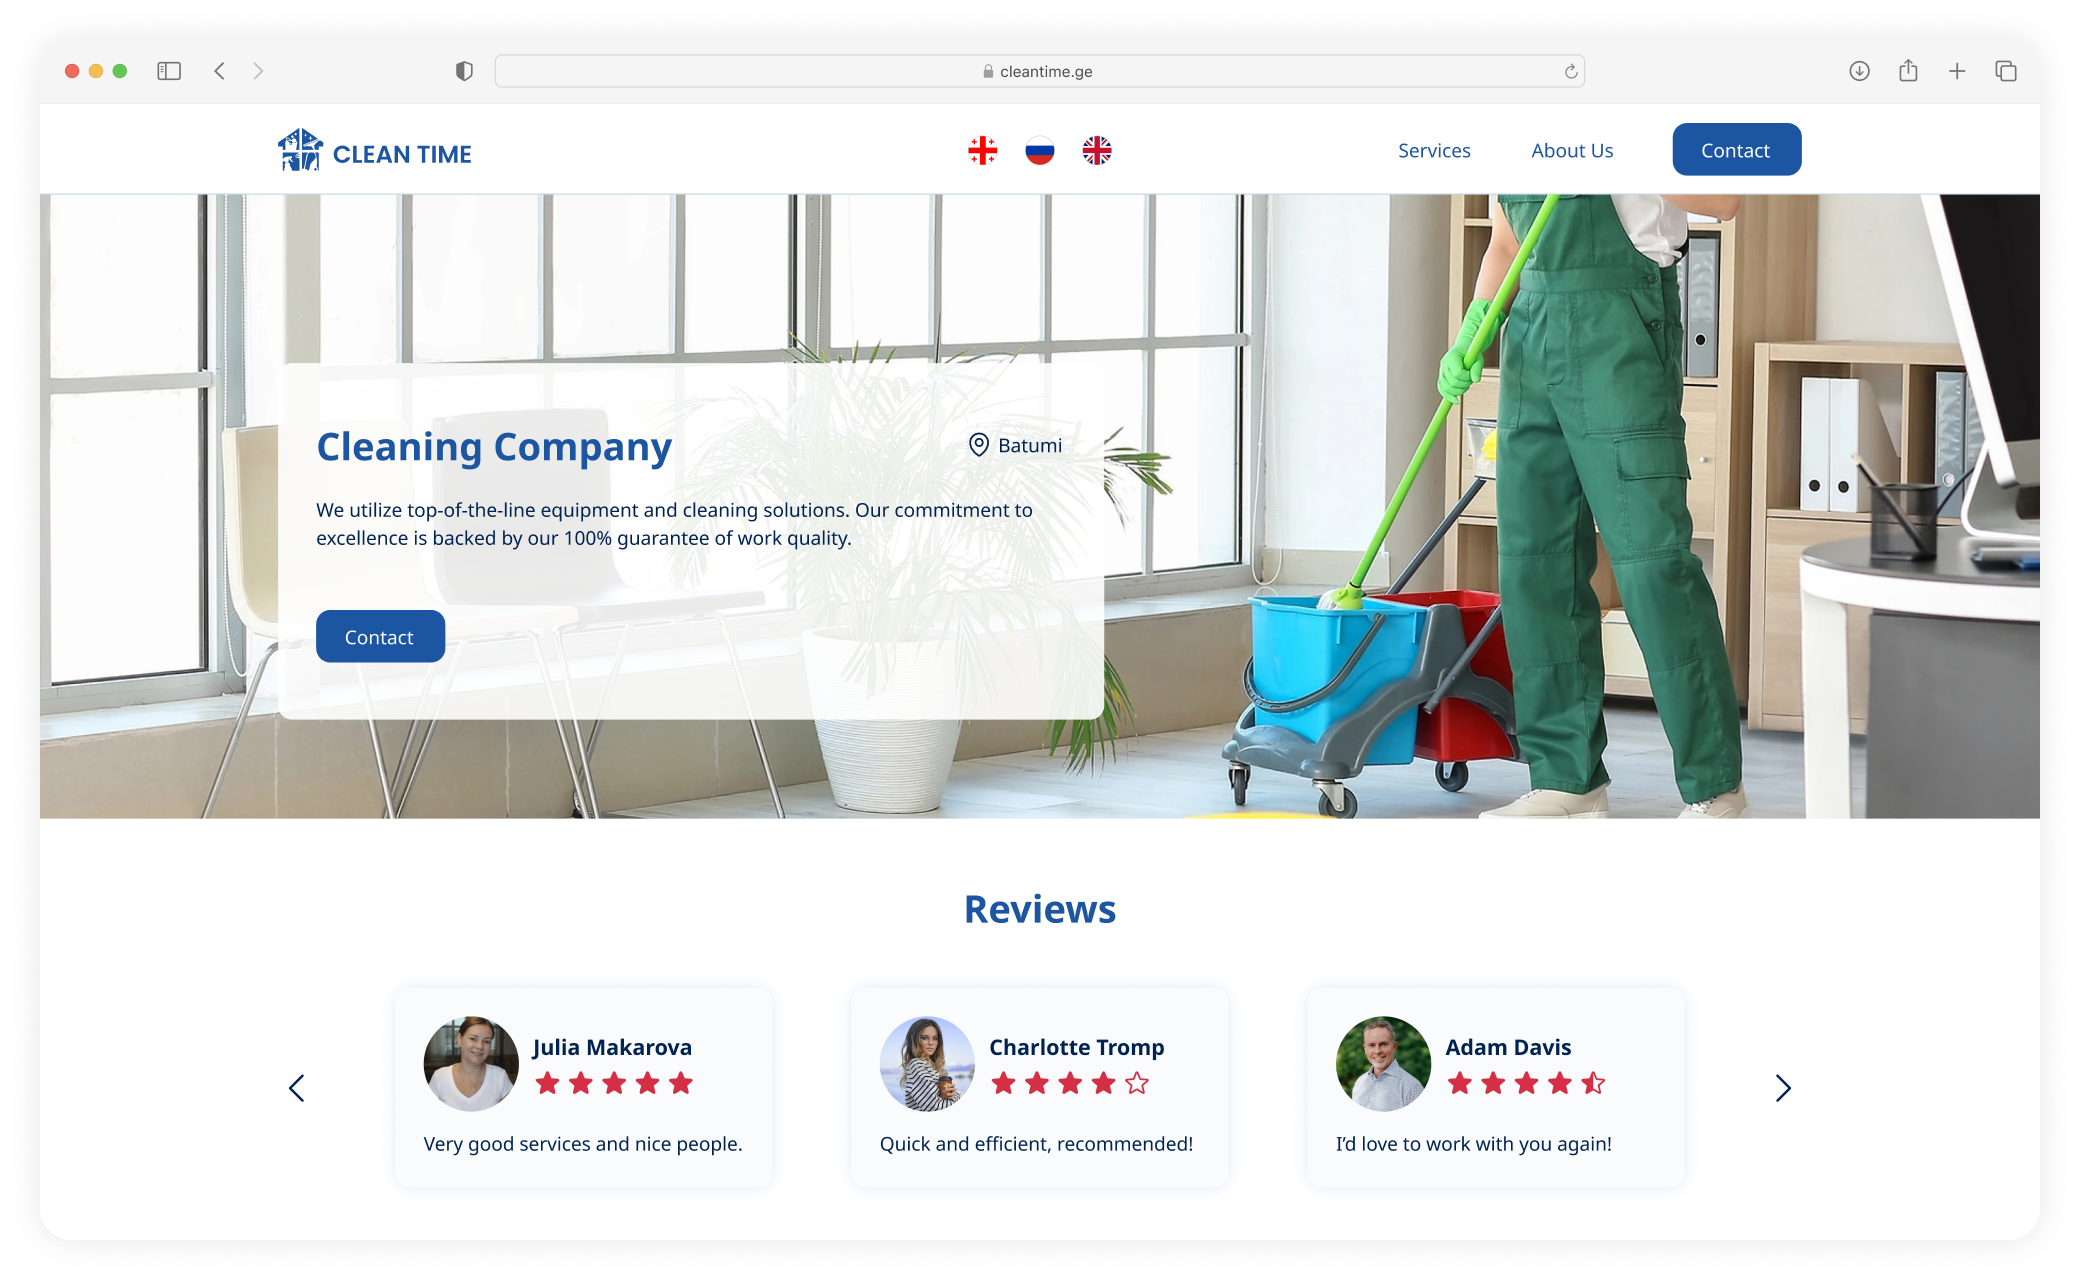 cleantime.ge
CLEAN TIME
Services
About Us
Contact
Cleaning Company
Batumi
We utilize top-of-the-line equipment and cleaning solutions. Our commitment to
excellence is backed by our 100% guarantee of work quality.
Contact
Reviews
Julia Makarova
Very good services and nice people.
Charlotte Tromp
Quick and efficient, recommended!
Adam Davis
I'd love to work with you again!